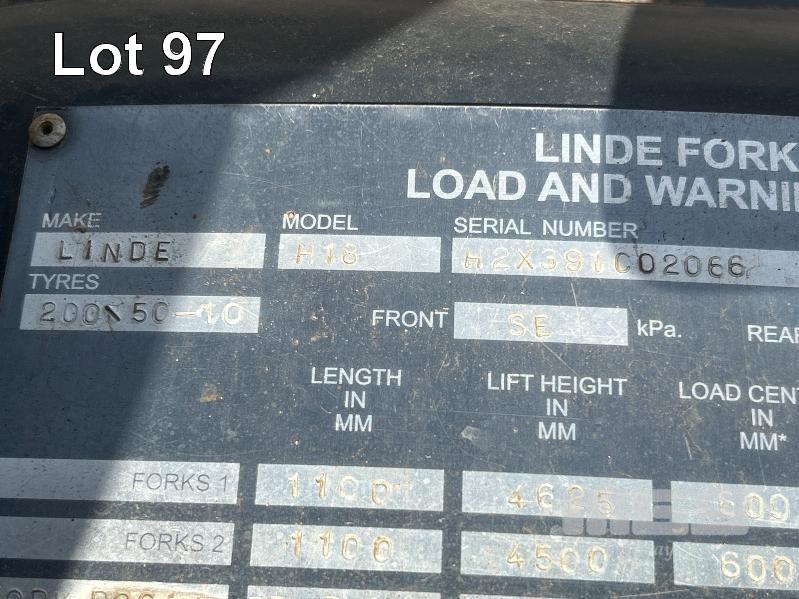 Lot 97
LINDE FORK
LOAD AND WARNI
MAKE MODEL SERIAL NUMBER
LINDE H18 H2X391C02066
TYRES
200\50-10 FRONT SE kPa. REAR
LENGTH IN MM LIFT HEIGHT IN MM LOAD CENT IN MM*
FORKS 1 1100 4625 600
FORKS 2 1100 4500 600